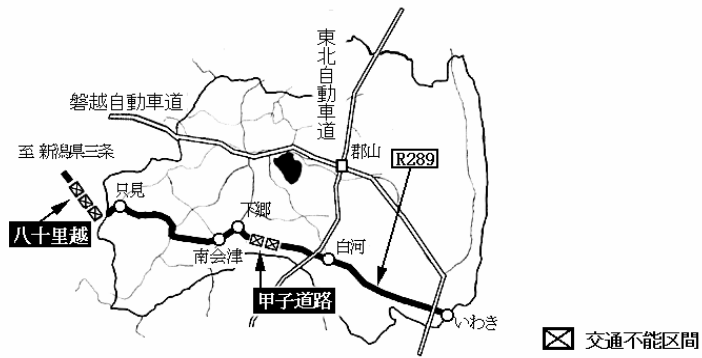 東北自動車道
磐越自動車道
郡山
R289
至 新潟県三条
只見
下郷
八十里越
南会津
白河
甲子道路
いわき
交通不能区間